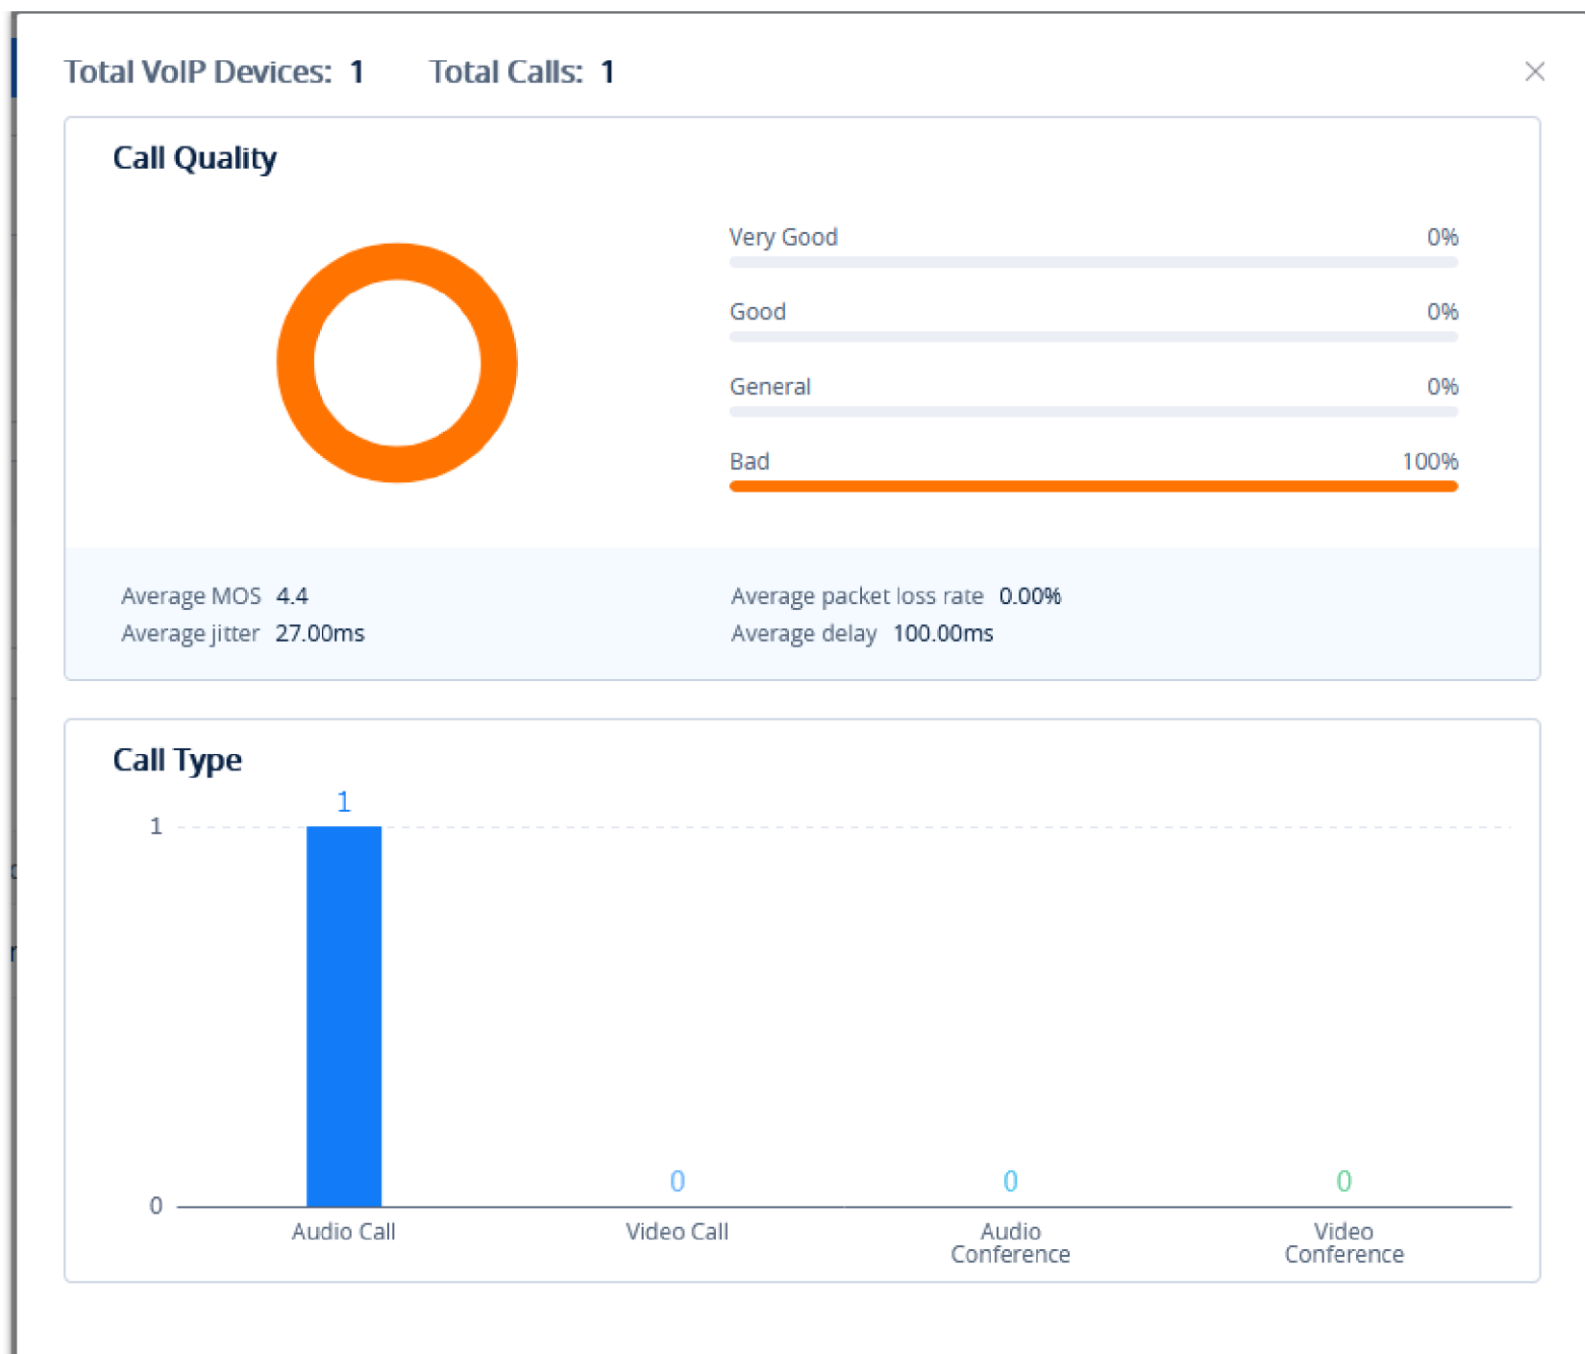 Total VoIP Devices: 1 Total Calls: 1
Call Quality
Very Good 0%
Good 0%
General 0%
Bad 100%
Average MOS 4.4 Average packet loss rate 0.00%
Average jitter 27.00ms Average delay 100.00ms
Call Type
1
1
0 0 0
0
Audio Call Video Call Audio Conference Video Conference